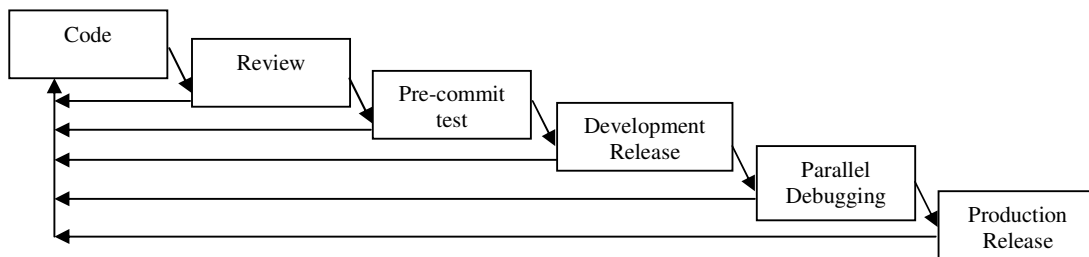 Code
Review
Pre-commit
test
Development
Release
Parallel
Debugging
Production
Release